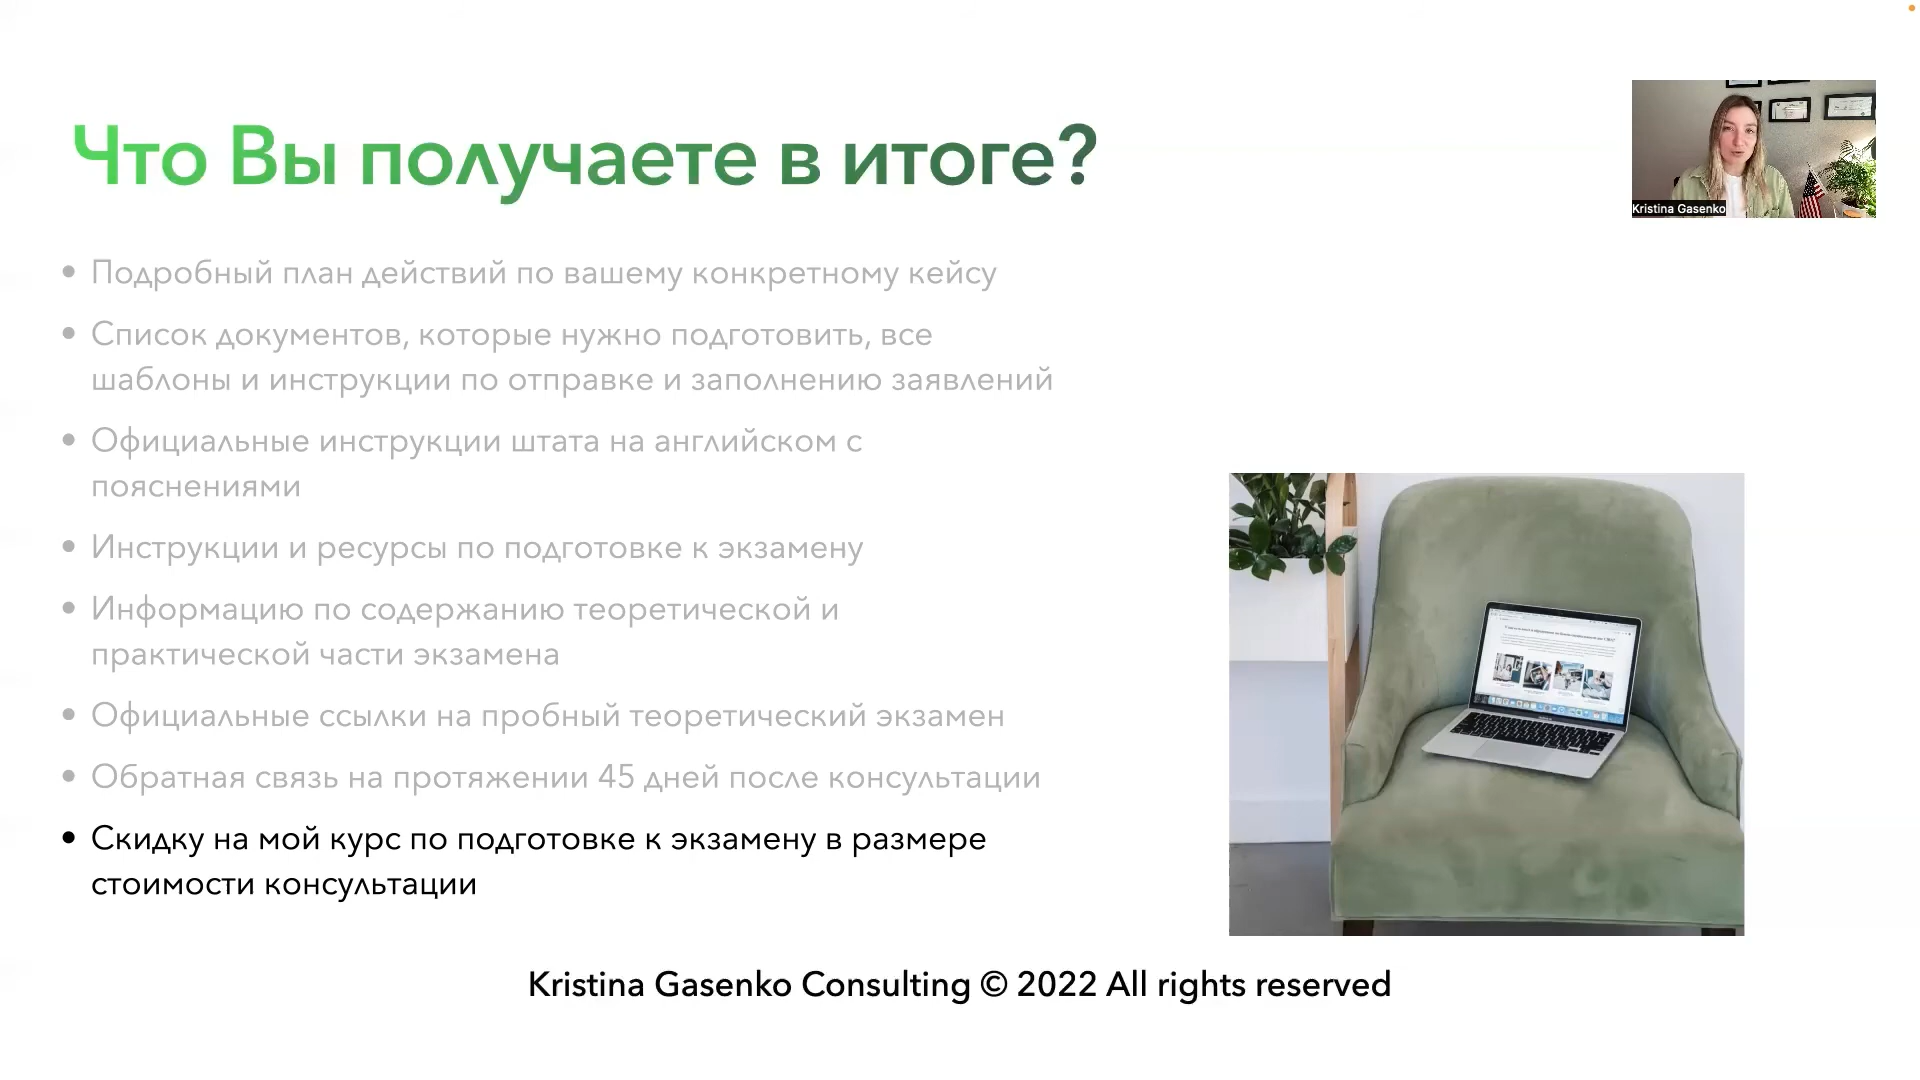 Что Вы получаете в итоге?
Kristina Gasenko
• Подробный план действий по вашему конкретному кейсу
• Список документов, которые нужно подготовить, все
шаблоны и инструкции по отправке и заполнению заявлений
• Официальные инструкции штата на английском с
пояснениями
• Инструкции и ресурсы по подготовке к экзамену
• Информацию по содержанию теоретической и
практической части экзамена
• Официальные ссылки на пробный теоретический экзамен
• Обратная связь на протяжении 45 дней после консультации
• Скидку на мой курс по подготовке к экзамену в размере
стоимости консультации
Kristina Gasenko Consulting © 2022 All rights reserved